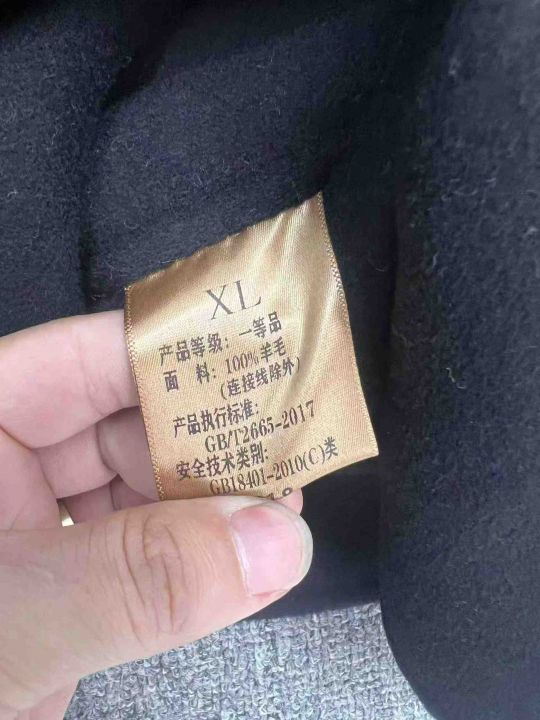 XL
产品等级：一等品
面 料：100%羊毛
(连接线除外)
产品执行标准：
GB/T2665-2017
安全技术类别：
GB18401-2010(C)类